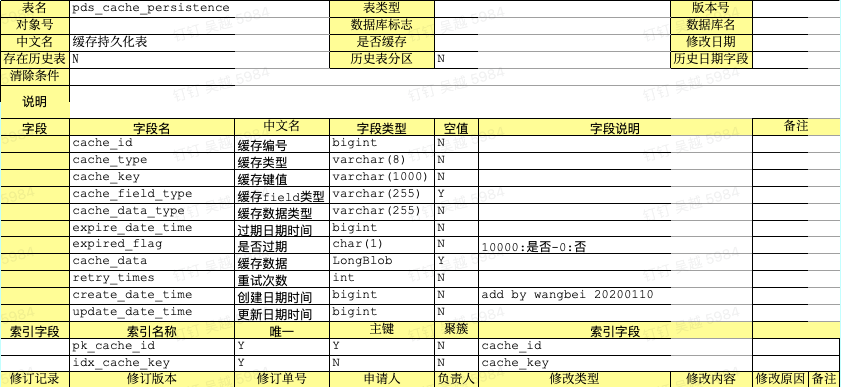 表名 pds_cache_persistence 表类型 版本号
对象号 数据库标志 数据库名
中文名 缓存持久化表 是否缓存 修改日期
存在历史表 N 历史表分区 N 历史日期字段
清除条件
说明
字段 字段名 中文名 字段类型 空值 字段说明 备注
cache_id 缓存编号 bigint N
cache_type 缓存类型 varchar(8) N
cache_key 缓存键值 varchar(1000) N
cache_field_type 缓存field类型 varchar(255) Y
cache_data_type 缓存数据类型 varchar(255) N
expire_date_time 过期日期时间 bigint N
expired_flag 是否过期 char(1) N 10000:是否-0:否
cache_data 缓存数据 LongBlob Y
retry_times 重试次数 int N
create_date_time 创建日期时间 bigint N add by wangbei 20200110
update_date_time 更新日期时间 bigint N
索引字段 索引名称 唯一 主键 聚簇 索引字段
pk_cache_id Y Y N cache_id
idx_cache_key Y N N cache_key
修订记录 修订版本 修订单号 申请人 负责人 修改类型 修改内容 修改原因 备注
钉钉 吴越 5984